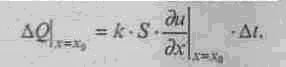 ΔQ|ₓ₌ₓ₀ = k · S · ∂u/∂x|ₓ₌ₓ₀ · Δt.